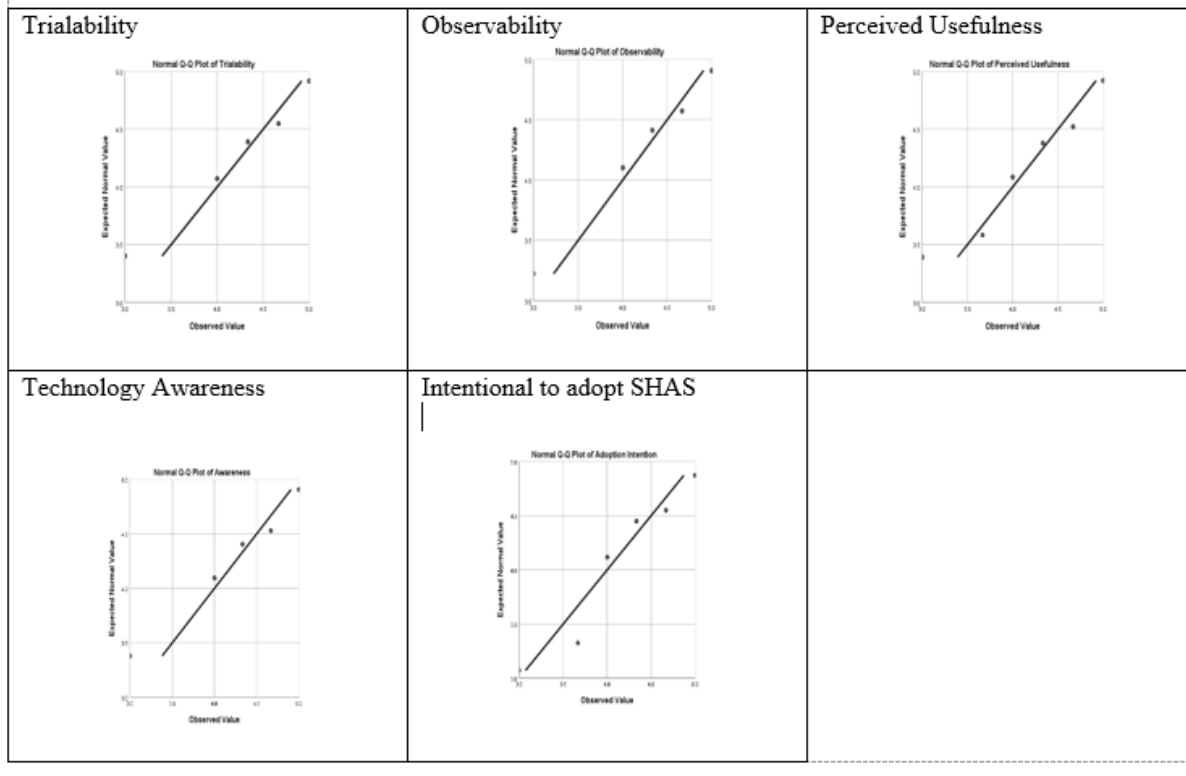 Trialability
Normal Q-Q Plot of Trialability
Expected Normal Value
Observed Value
Observability
Normal Q-Q Plot of Observability
Expected Normal Value
Observed Value
Perceived Usefulness
Normal Q-Q Plot of Perceived Usefulness
Expected Normal Value
Observed Value
Technology Awareness
Normal Q-Q Plot of Awareness
Expected Normal Value
Observed Value
Intentional to adopt SHAS
Normal Q-Q Plot of Adoption Intention
Expected Normal Value
Observed Value